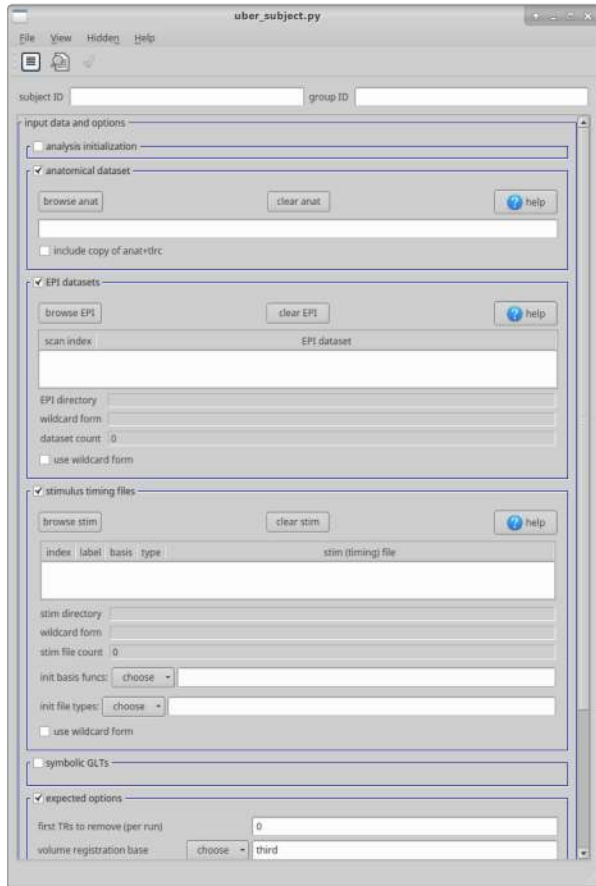 uber_subject.py
File View Hidden Help
subject ID group ID
input data and options
analysis initialization
anatomical dataset
browse anat clear anat help
include copy of anat+tlrc
EPI datasets
browse EPI clear EPI help
scan index EPI dataset
EPI directory
wildcard form
dataset count 0
use wildcard form
stimulus timing files
browse stim clear stim help
index label basis type stim (timing) file
stim directory
wildcard form
stim file count 0
init basis funcs: choose
init file types: choose
use wildcard form
symbolic GLTs
expected options
first TRs to remove (per run) 0
volume registration base choose third